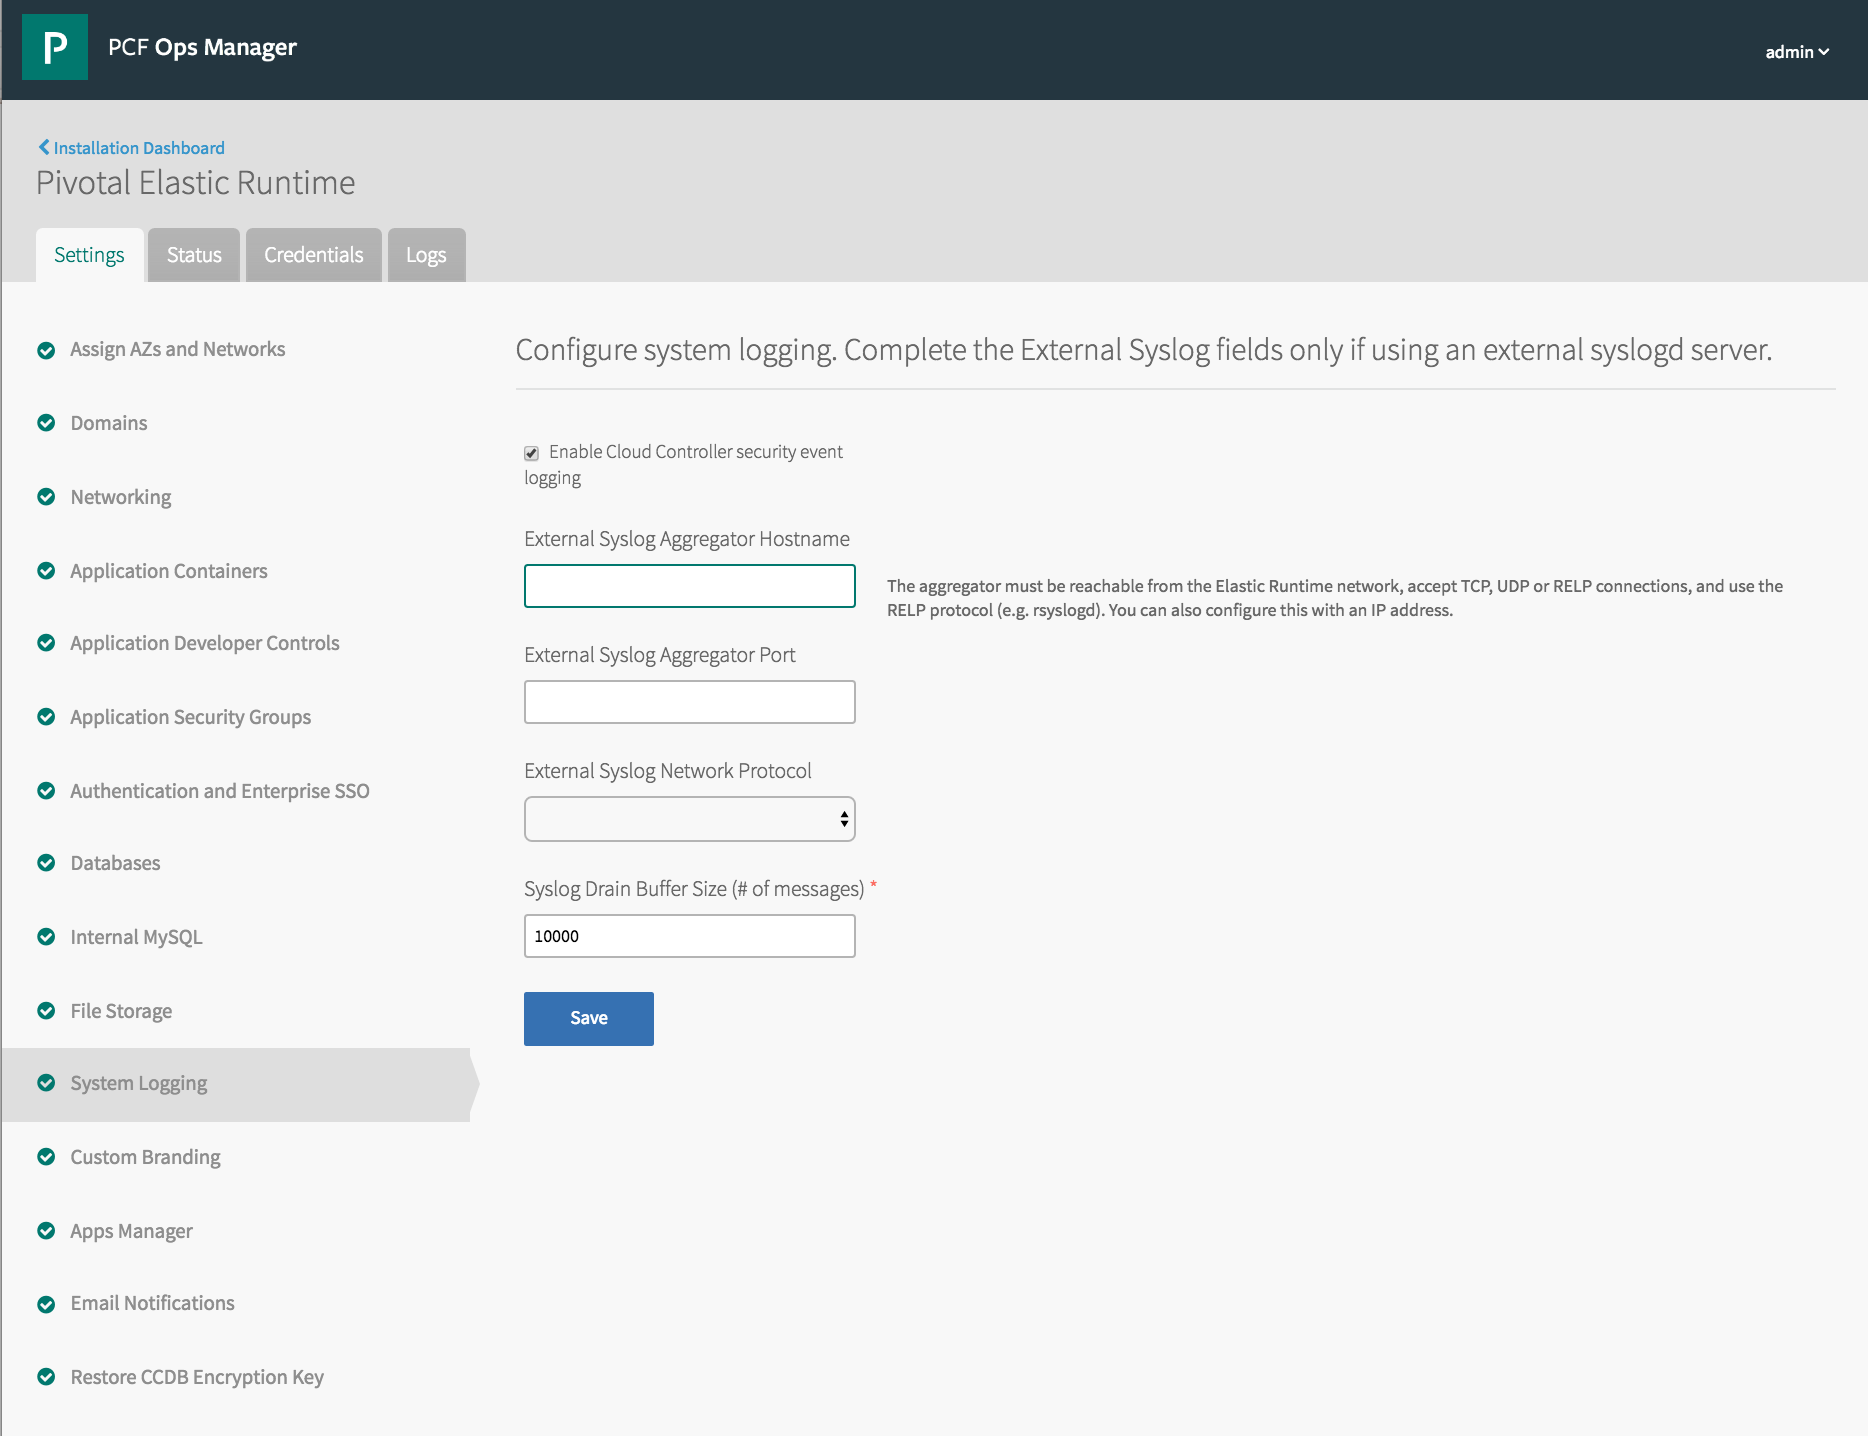 P
PCF Ops Manager
admin
Installation Dashboard
Pivotal Elastic Runtime
Settings
Status
Credentials
Logs
Assign AZs and Networks
Domains
Networking
Application Containers
Application Developer Controls
Application Security Groups
Authentication and Enterprise SSO
Databases
Internal MySQL
File Storage
System Logging
Custom Branding
Apps Manager
Email Notifications
Restore CCDB Encryption Key
Configure system logging. Complete the External Syslog fields only if using an external syslogd server.
Enable Cloud Controller security event
logging
External Syslog Aggregator Hostname
The aggregator must be reachable from the Elastic Runtime network, accept TCP, UDP or RELP connections, and use the
RELP protocol (e.g. rsyslogd). You can also configure this with an IP address.
External Syslog Aggregator Port
External Syslog Network Protocol
Syslog Drain Buffer Size (# of messages) *
10000
Save